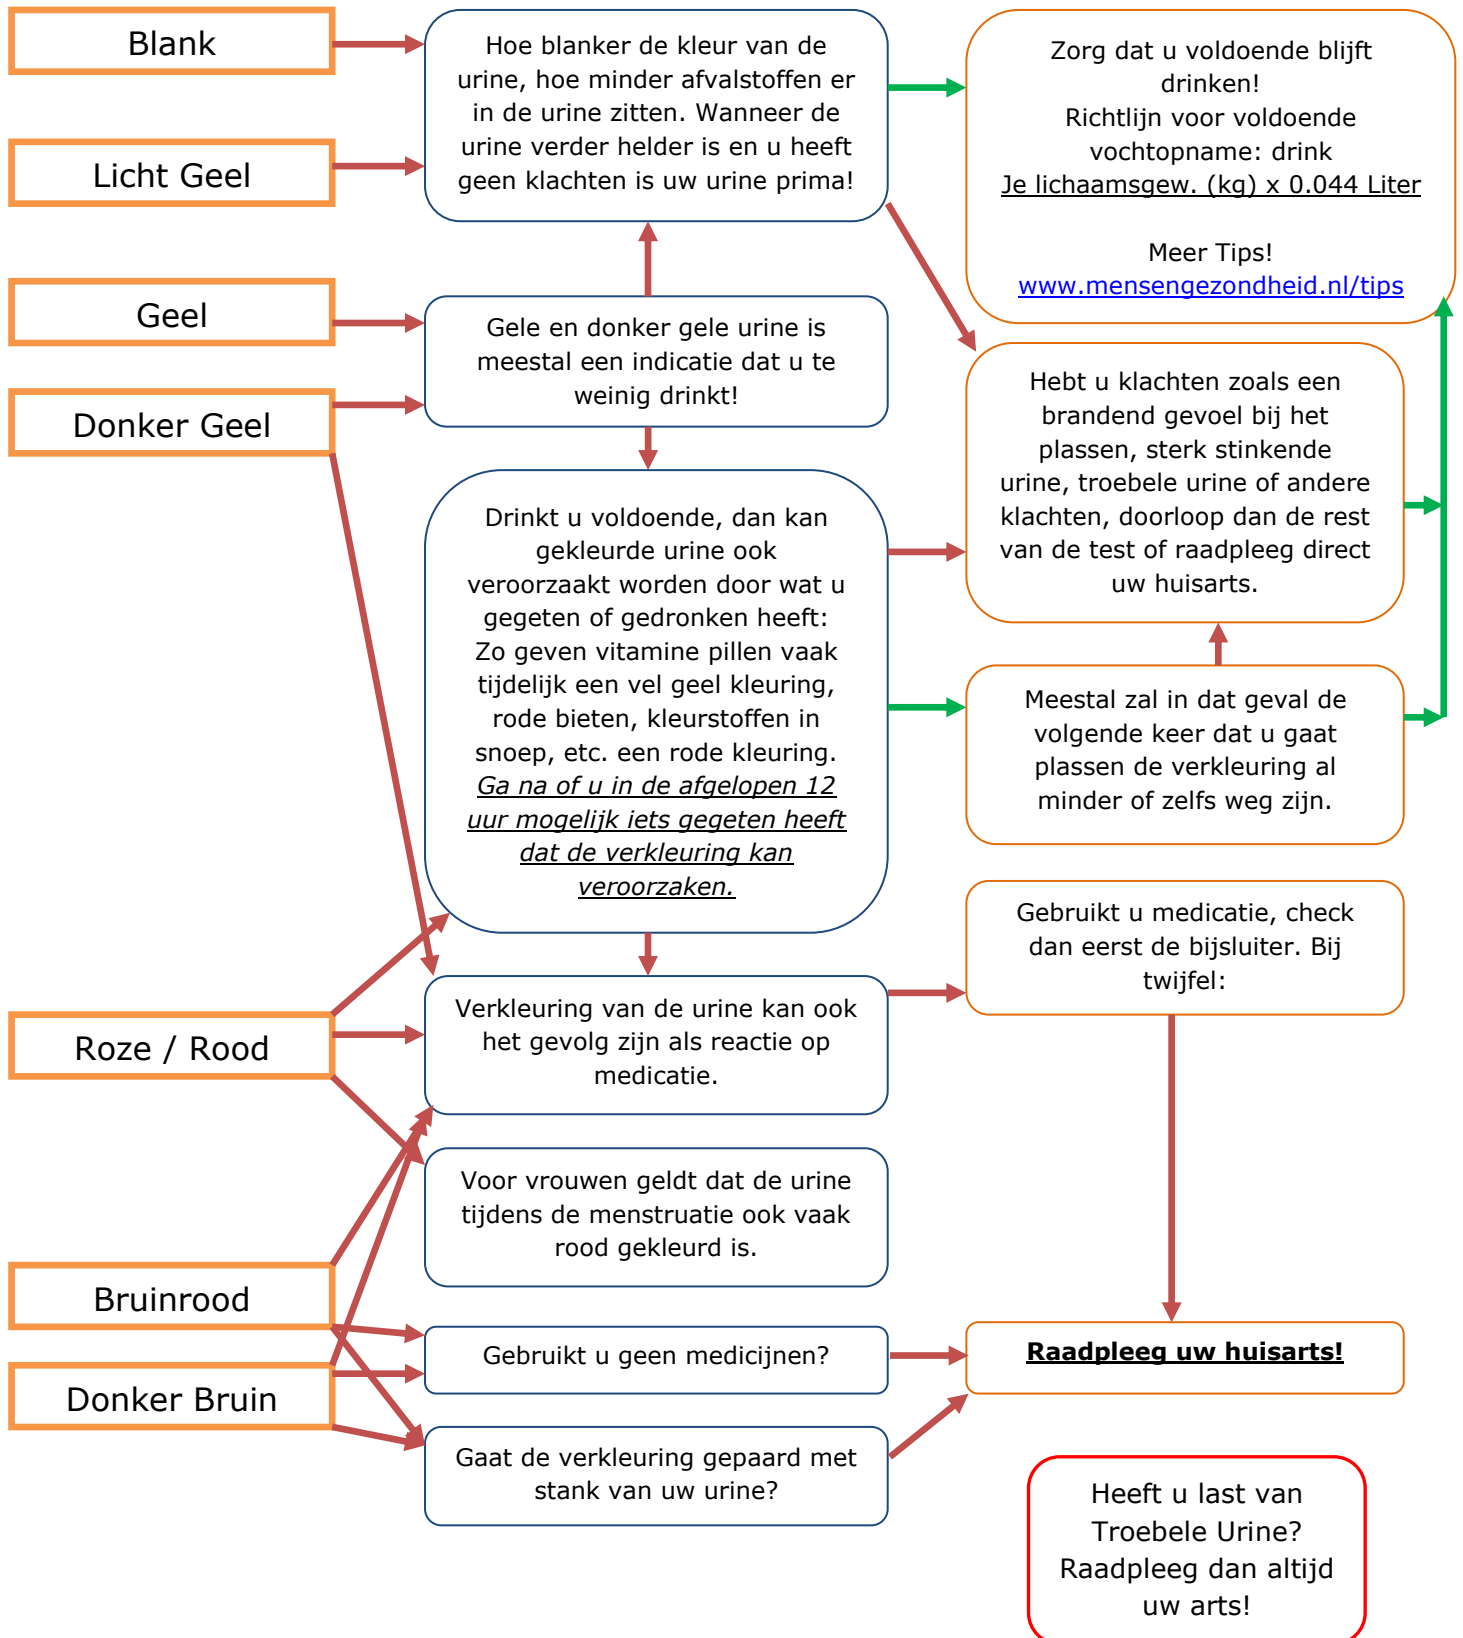 Blank
Licht Geel
Geel
Donker Geel
Roze / Rood
Bruinrood
Donker Bruin
Hoe blanker de kleur van de
urine, hoe minder afvalstoffen er
in de urine zitten. Wanneer de
urine verder helder is en u heeft
geen klachten is uw urine prima!
Gele en donker gele urine is
meestal een indicatie dat u te
weinig drinkt!
Drinkt u voldoende, dan kan
gekleurde urine ook
veroorzaakt worden door wat u
gegeten of gedronken heeft:
Zo geven vitamine pillen vaak
tijdelijk een vel geel kleuring,
rode bieten, kleurstoffen in
snoep, etc. een rode kleuring.
Ga na of u in de afgelopen 12
uur mogelijk iets gegeten heeft
dat de verkleuring kan
veroorzaken.
Verkleuring van de urine kan ook
het gevolg zijn als reactie op
medicatie.
Voor vrouwen geldt dat de urine
tijdens de menstruatie ook vaak
rood gekleurd is.
Gebruikt u geen medicijnen?
Gaat de verkleuring gepaard met
stank van uw urine?
Zorg dat u voldoende blijft
drinken!
Richtlijn voor voldoende
vochtopname: drink
Je lichaamsgew. (kg) x 0.044 Liter
Meer Tips!
www.mensengezondheid.nl/tips
Hebt u klachten zoals een
brandend gevoel bij het
plassen, sterk stinkende
urine, troebele urine of andere
klachten, doorloop dan de rest
van de test of raadpleeg direct
uw huisarts.
Meestal zal in dat geval de
volgende keer dat u gaat
plassen de verkleuring al
minder of zelfs weg zijn.
Gebruikt u medicatie, check
dan eerst de bijsluiter. Bij
twijfel:
Raadpleeg uw huisarts!
Heeft u last van
Troebele Urine?
Raadpleeg dan altijd
uw arts!